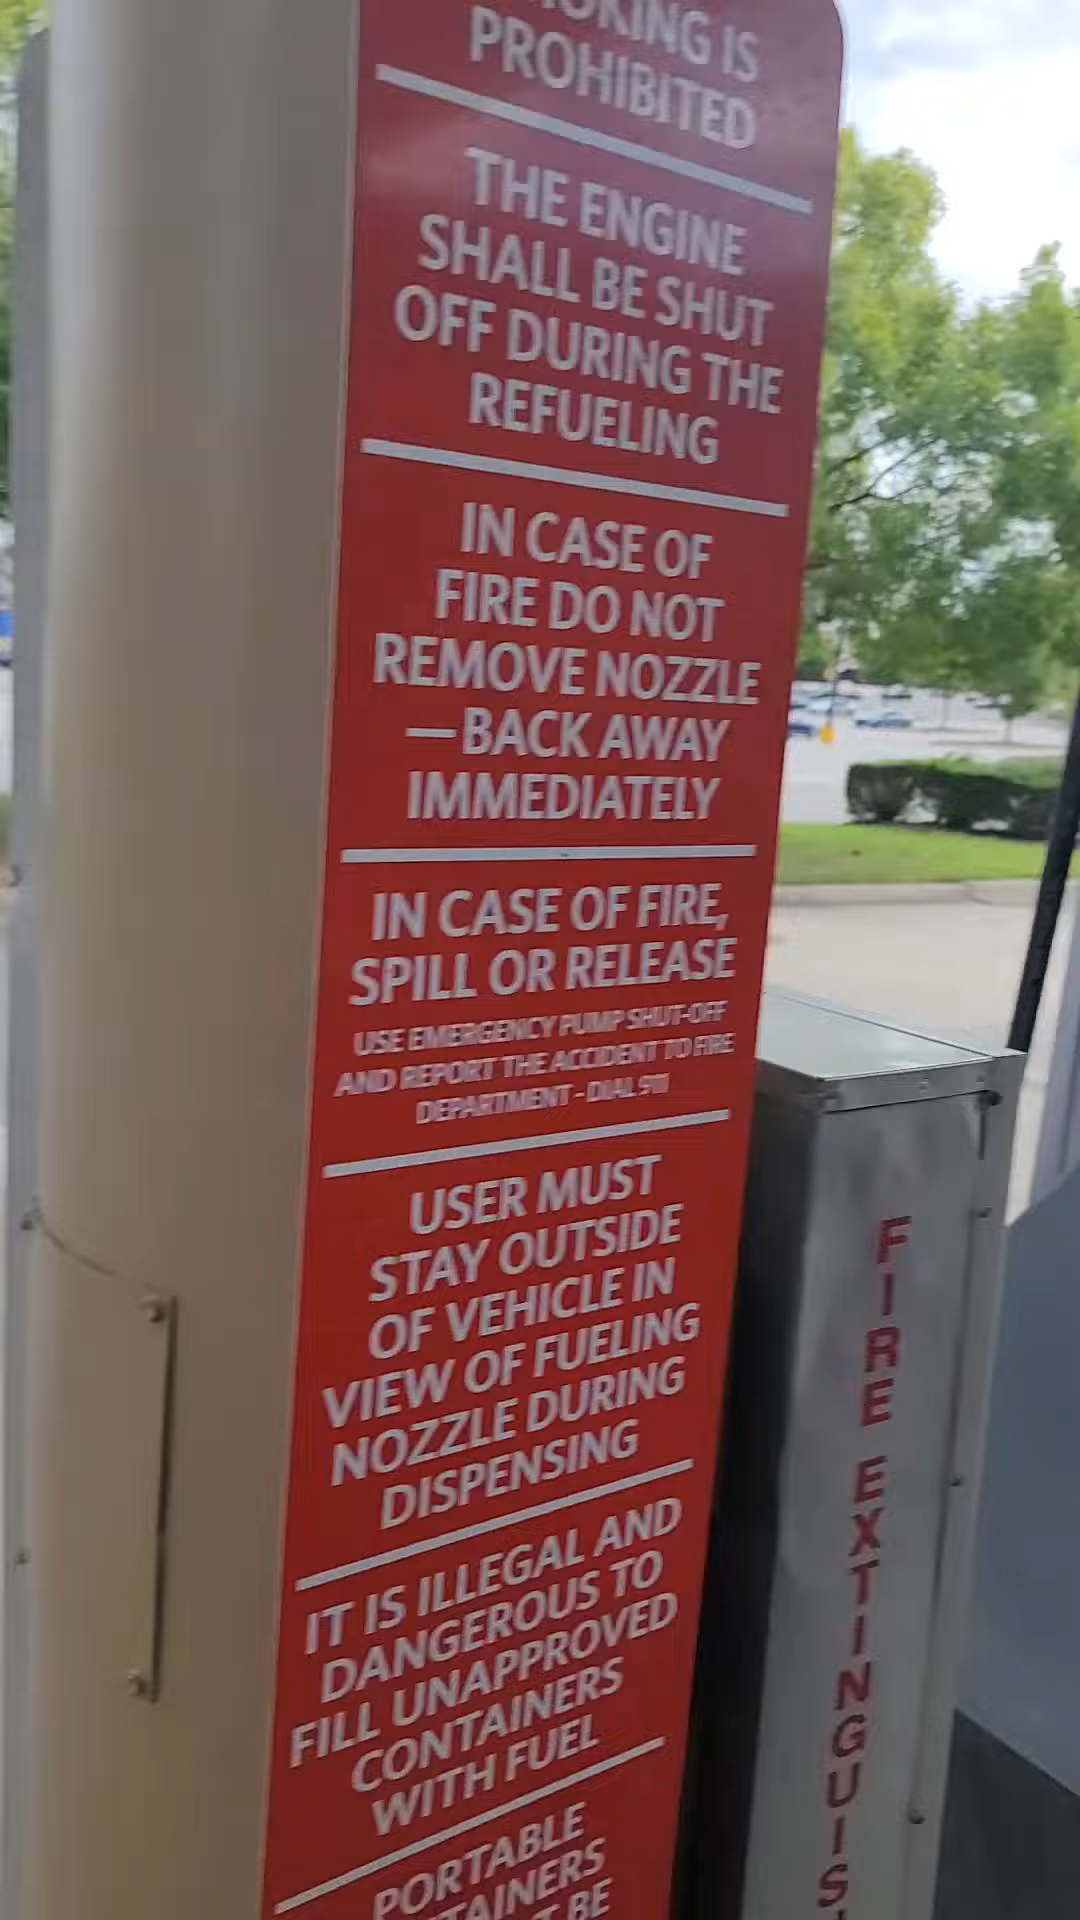 IS
PROHIBITED
THE ENGINE
SHALL BE SHUT
OFF DURING THE
REFUELING
IN CASE OF
FIRE DO NOT
REMOVE NOZZLE
—BACK AWAY
IMMEDIATELY
IN CASE OF FIRE,
SPILL OR RELEASE
USE EMERGENCY PUMP SHUT-OFF
AND REPORT THE ACCIDENT TO FIRE
DEPARTMENT - DIAL 911
USER MUST
STAY OUTSIDE
OF VEHICLE IN
VIEW OF FUELING
NOZZLE DURING
DISPENSING
IT IS ILLEGAL AND
DANGEROUS TO
FILL UNAPPROVED
CONTAINERS
WITH FUEL
PORTABLE
BE
FIRE